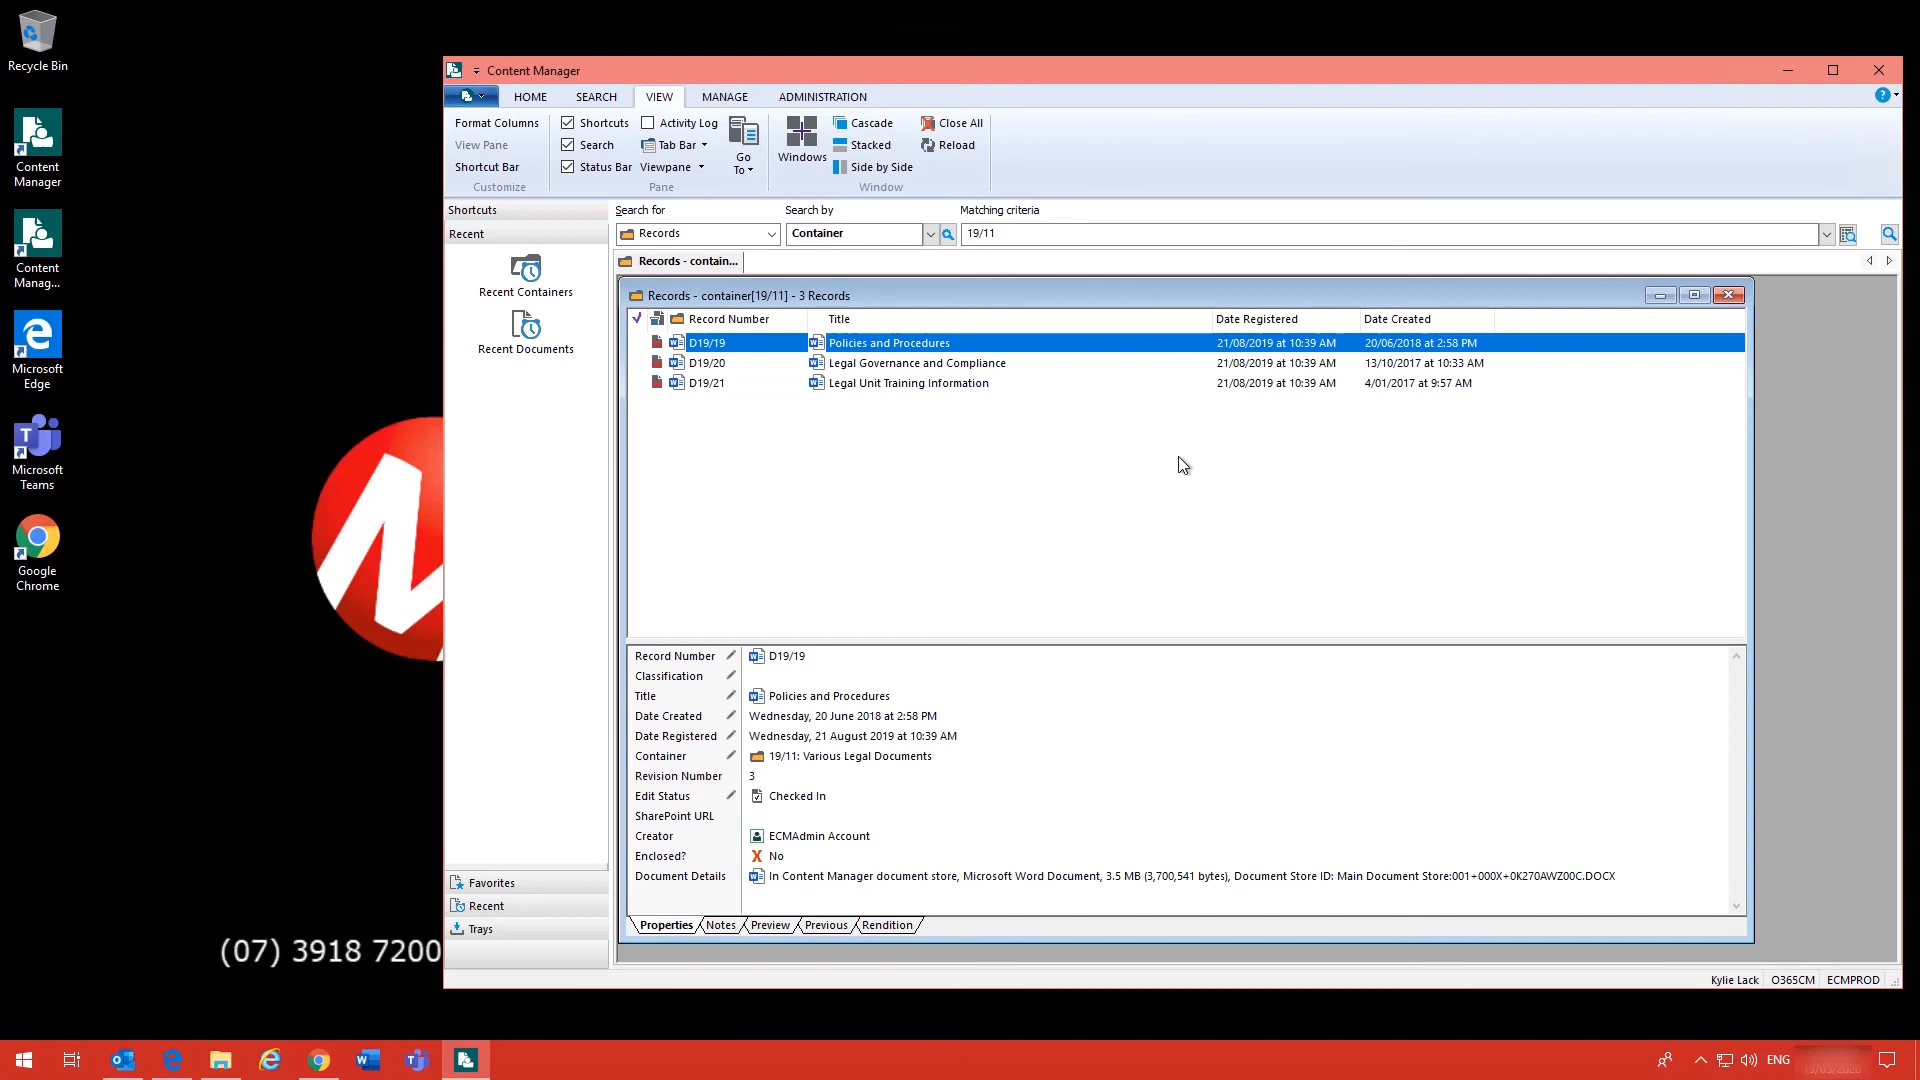 Recycle Bin
Content
Manager
Content
Manag...
Microsoft
Edge
Microsoft
Teams
Google
Chrome
(07) 3918 7200
Content Manager
HOME SEARCH VIEW MANAGE ADMINISTRATION
Format Columns
View Pane
Shortcut Bar
Customize
Shortcuts
Search
Status Bar
Activity Log
Tab Bar
Viewpane
Pane
Go
To
Windows
Cascade
Stacked
Side by Side
Close All
Reload
Window
Shortcuts
Recent
Recent Containers
Recent Documents
Favorites
Recent
Trays
Search for Search by Matching criteria
Records Container 19/11
Records - contain...
Records - container[19/11] - 3 Records
Record Number Title Date Registered Date Created
D19/19 Policies and Procedures 21/08/2019 at 10:39 AM 20/06/2018 at 2:58 PM
D19/20 Legal Governance and Compliance 21/08/2019 at 10:39 AM 13/10/2017 at 10:33 AM
D19/21 Legal Unit Training Information 21/08/2019 at 10:39 AM 4/01/2017 at 9:57 AM
Record Number D19/19
Classification
Title Policies and Procedures
Date Created Wednesday, 20 June 2018 at 2:58 PM
Date Registered Wednesday, 21 August 2019 at 10:39 AM
Container 19/11: Various Legal Documents
Revision Number 3
Edit Status Checked In
SharePoint URL
Creator ECMAdmin Account
Enclosed? No
Document Details In Content Manager document store, Microsoft Word Document, 3.5 MB (3,700,541 bytes), Document Store ID: Main Document Store:001+000X+0K270AWZ00C.DOCX
Properties Notes Preview Previous Rendition
Kylie Lack O365CM ECMPROD
ENG